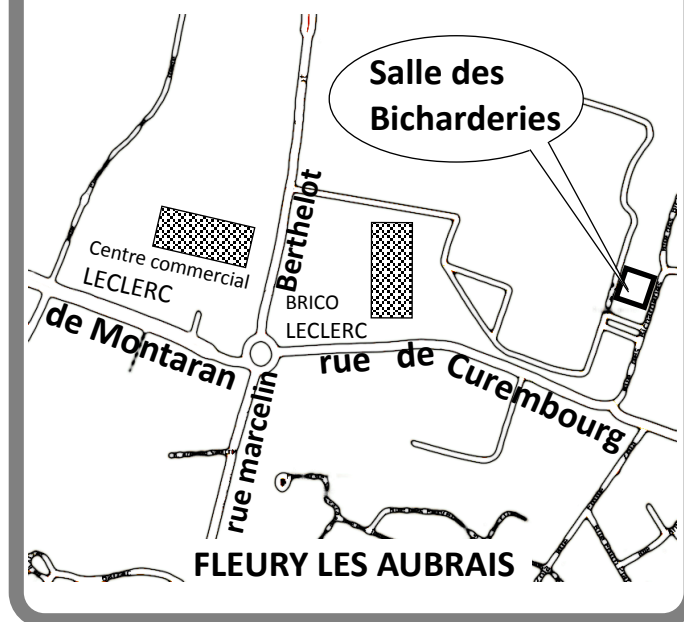 Salle des
Bicharderies
Berthelot
Centre commercial
LECLERC
BRICO
LECLERC
de Montaran
rue de Curembourg
rue marcelin
FLEURY LES AUBRAIS